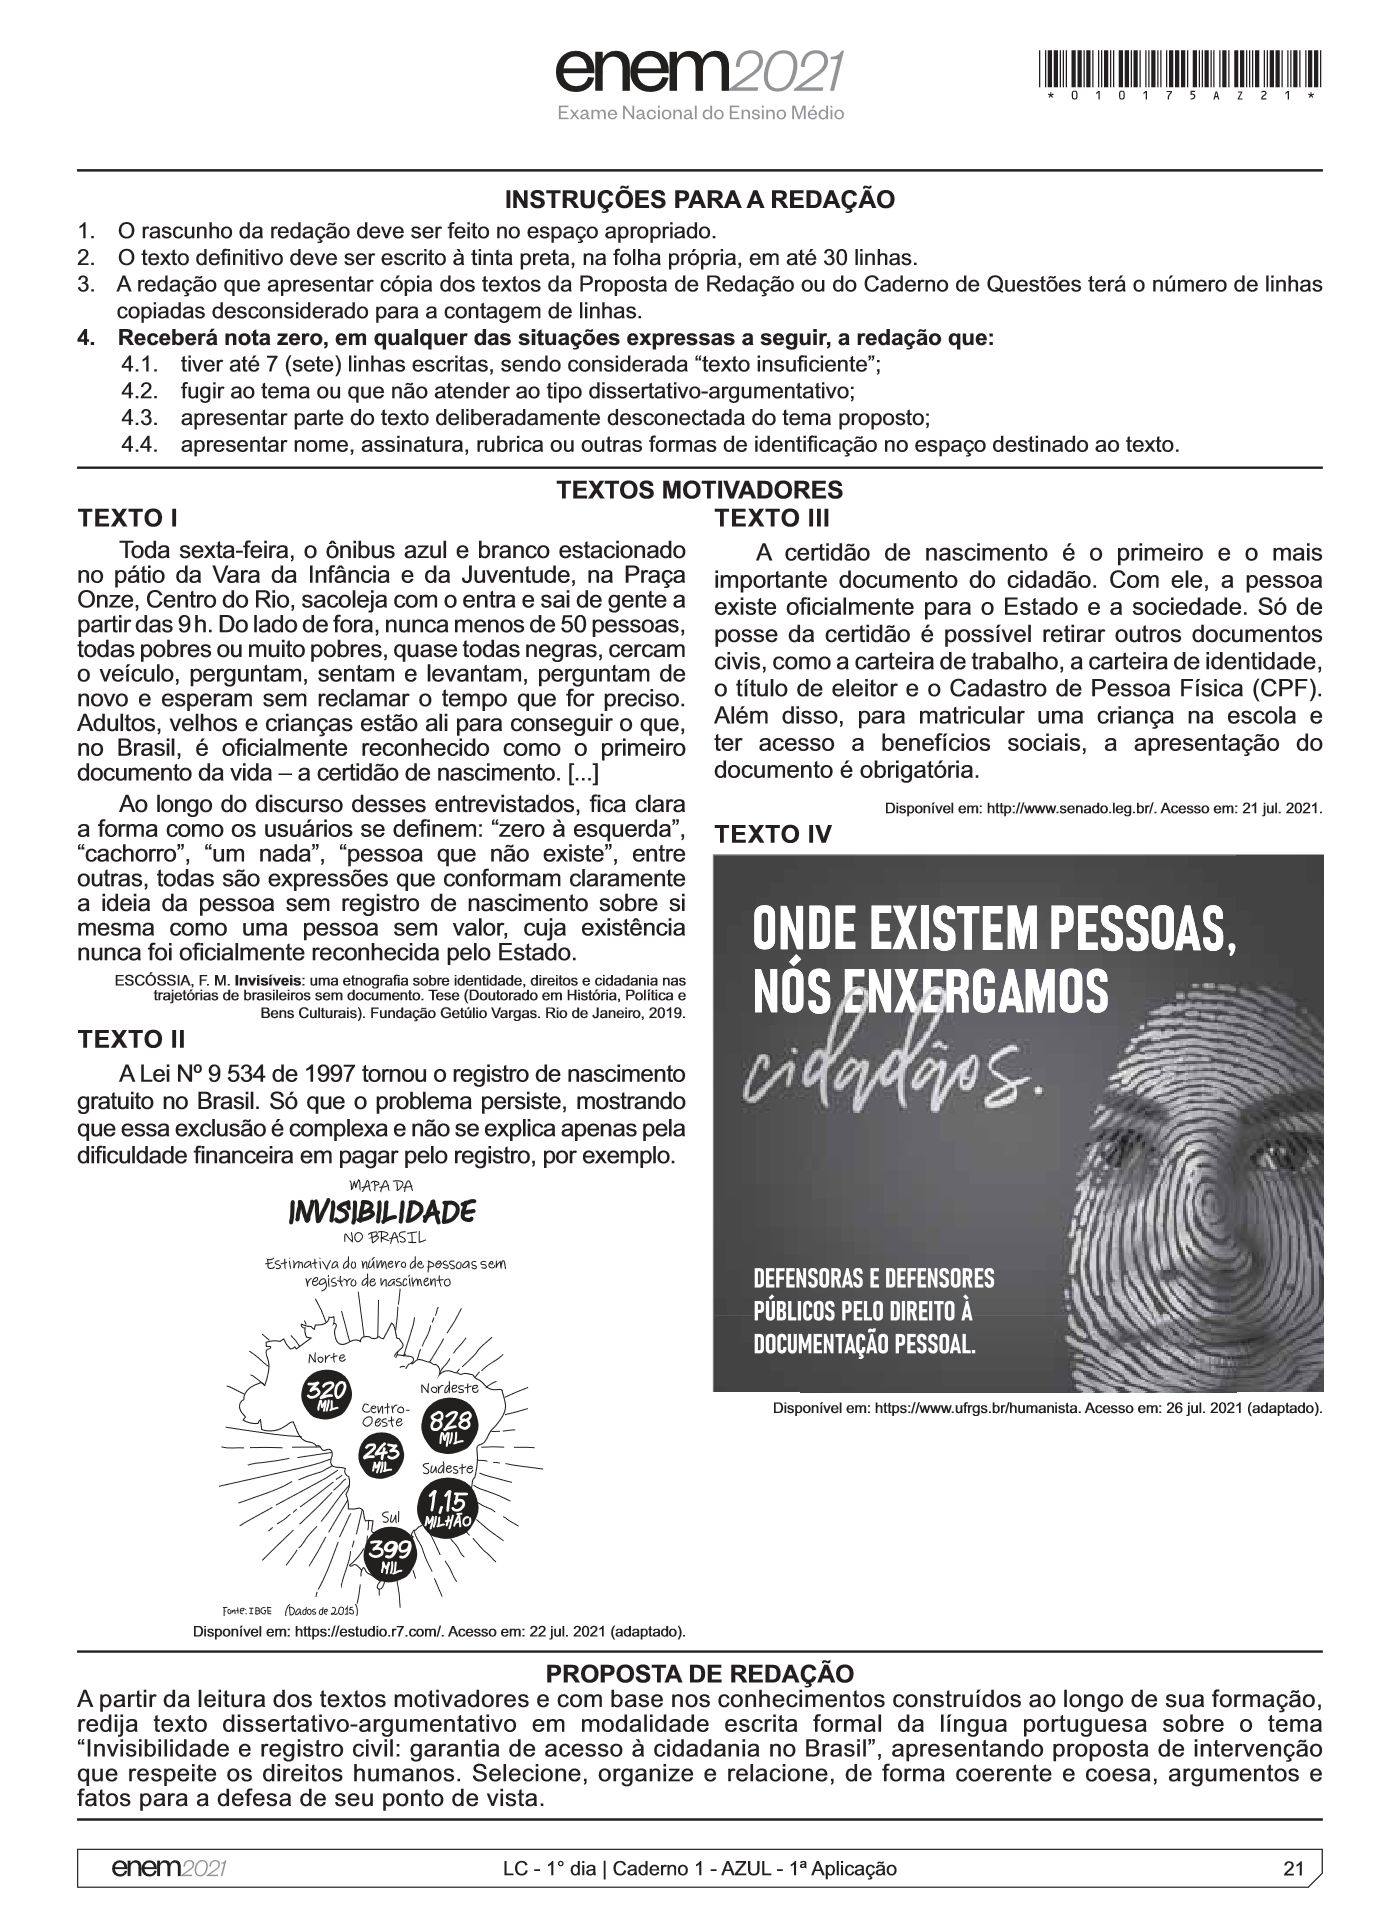 enem2021
Exame Nacional do Ensino Médio
*010175AZ21*
INSTRUÇÕES PARA A REDAÇÃO
1. O rascunho da redação deve ser feito no espaço apropriado.
2. O texto definitivo deve ser escrito à tinta preta, na folha própria, em até 30 linhas.
3. A redação que apresentar cópia dos textos da Proposta de Redação ou do Caderno de Questões terá o número de linhas
copiadas desconsiderado para a contagem de linhas.
4. Receberá nota zero, em qualquer das situações expressas a seguir, a redação que:
4.1. tiver até 7 (sete) linhas escritas, sendo considerada “texto insuficiente”;
4.2. fugir ao tema ou que não atender ao tipo dissertativo-argumentativo;
4.3. apresentar parte do texto deliberadamente desconectada do tema proposto;
4.4. apresentar nome, assinatura, rubrica ou outras formas de identificação no espaço destinado ao texto.
TEXTOS MOTIVADORES
TEXTO I
Toda sexta-feira, o ônibus azul e branco estacionado
no pátio da Vara da Infância e da Juventude, na Praça
Onze, Centro do Rio, sacoleja com o entra e sai de gente a
partir das 9h. Do lado de fora, nunca menos de 50 pessoas,
todas pobres ou muito pobres, quase todas negras, cercam
o veículo, perguntam, sentam e levantam, perguntam de
novo e esperam sem reclamar o tempo que for preciso.
Adultos, velhos e crianças estão ali para conseguir o que,
no Brasil, é oficialmente reconhecido como o primeiro
documento da vida – a certidão de nascimento. [...]
Ao longo do discurso desses entrevistados, fica clara
a forma como os usuários se definem: “zero à esquerda”,
“cachorro”, “um nada”, “pessoa que não existe”, entre
outras, todas são expressões que conformam claramente
a ideia da pessoa sem registro de nascimento sobre si
mesma como uma pessoa sem valor, cuja existência
nunca foi oficialmente reconhecida pelo Estado.
ESCÓSSIA, F. M. Invisíveis: uma etnografia sobre identidade, direitos e cidadania nas
trajetórias de brasileiros sem documento. Tese (Doutorado em História, Política e
Bens Culturais). Fundação Getúlio Vargas. Rio de Janeiro, 2019.
TEXTO II
A Lei Nº 9 534 de 1997 tornou o registro de nascimento
gratuito no Brasil. Só que o problema persiste, mostrando
que essa exclusão é complexa e não se explica apenas pela
dificuldade financeira em pagar pelo registro, por exemplo.
MAPA DA
INVISIBILIDADE
NO BRASIL
Estimativa do número de pessoas sem
registro de nascimento
Norte
320
MIL
Nordeste
828
MIL
Centro-
Oeste
243
MIL
Sudeste
1,15
MILHÃO
Sul
399
MIL
Fonte: IBGE (Dados de 2015)
Disponível em: https://estudio.r7.com/. Acesso em: 22 jul. 2021 (adaptado).
TEXTO III
A certidão de nascimento é o primeiro e o mais
importante documento do cidadão. Com ele, a pessoa
existe oficialmente para o Estado e a sociedade. Só de
posse da certidão é possível retirar outros documentos
civis, como a carteira de trabalho, a carteira de identidade,
o título de eleitor e o Cadastro de Pessoa Física (CPF).
Além disso, para matricular uma criança na escola e
ter acesso a benefícios sociais, a apresentação do
documento é obrigatória.
Disponível em: http://www.senado.leg.br/. Acesso em: 21 jul. 2021.
TEXTO IV
ONDE EXISTEM PESSOAS,
NÓS ENXERGAMOS
cidadãos.
DEFENSORAS E DEFENSORES
PÚBLICOS PELO DIREITO À
DOCUMENTAÇÃO PESSOAL.
Disponível em: https://www.ufrgs.br/humanista. Acesso em: 26 jul. 2021 (adaptado).
PROPOSTA DE REDAÇÃO
A partir da leitura dos textos motivadores e com base nos conhecimentos construídos ao longo de sua formação,
redija texto dissertativo-argumentativo em modalidade escrita formal da língua portuguesa sobre o tema
“Invisibilidade e registro civil: garantia de acesso à cidadania no Brasil”, apresentando proposta de intervenção
que respeite os direitos humanos. Selecione, organize e relacione, de forma coerente e coesa, argumentos e
fatos para a defesa de seu ponto de vista.
enem2021
LC - 1° dia | Caderno 1 - AZUL - 1ª Aplicação
21